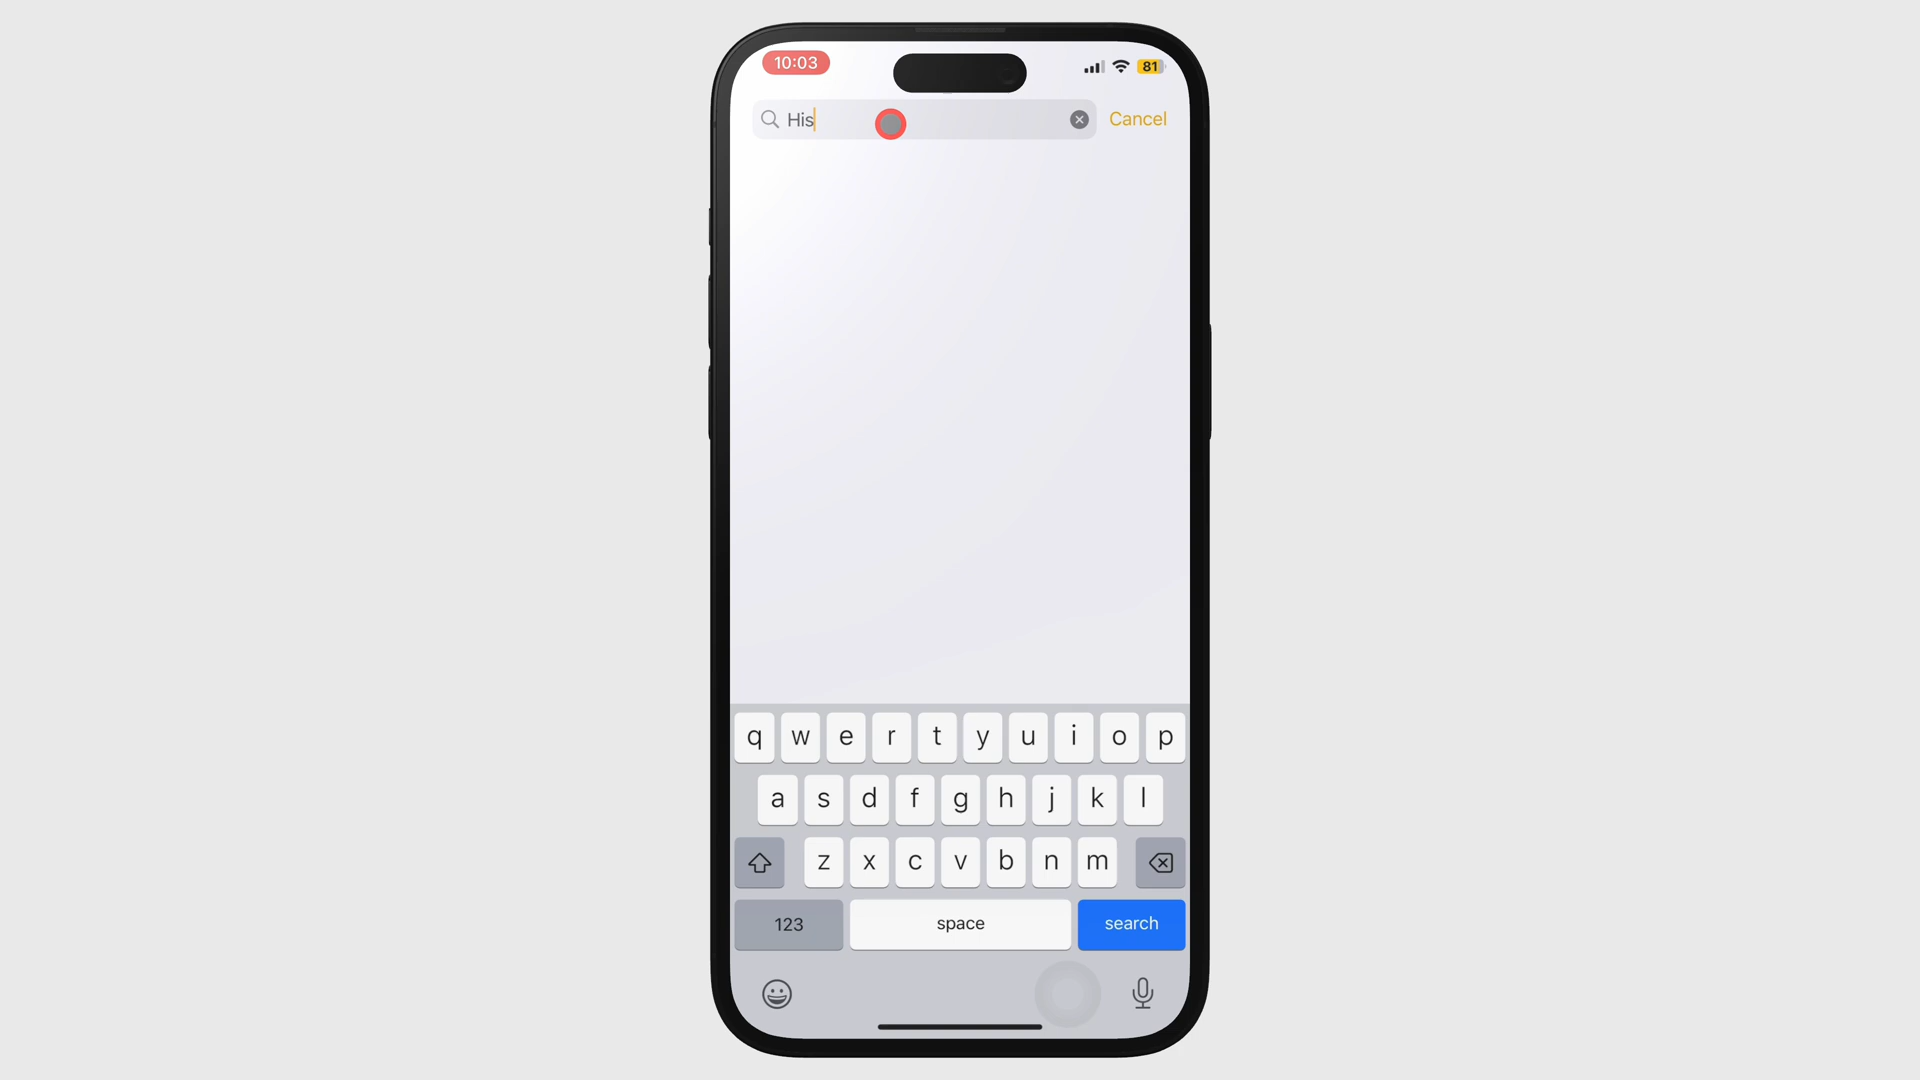 10:03
81
His
Cancel
q w e r t y u i o p
a s d f g h j k l
z x c v b n m
123 space search